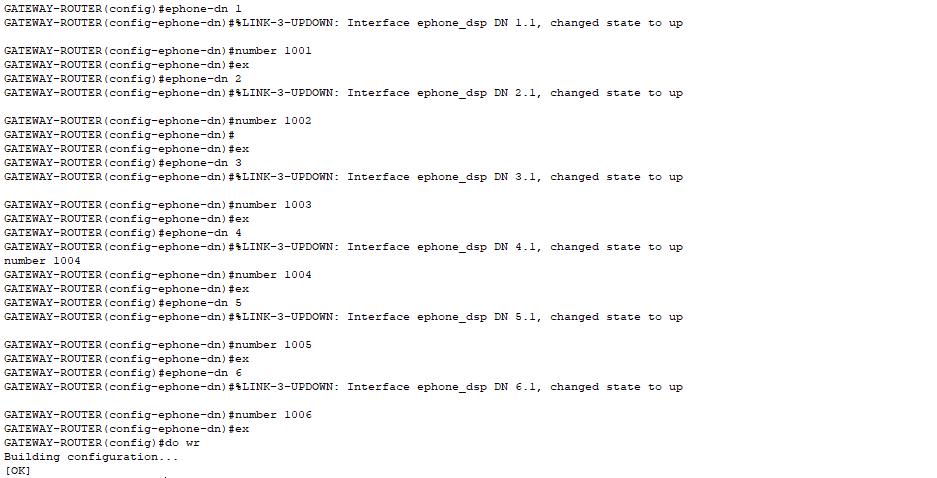 GATEWAY-ROUTER(config)#ephone-dn 1
GATEWAY-ROUTER(config-ephone-dn)#%LINK-3-UPDOWN: Interface ephone_dsp DN 1.1, changed state to up
GATEWAY-ROUTER(config-ephone-dn)#number 1001
GATEWAY-ROUTER(config-ephone-dn)#ex
GATEWAY-ROUTER(config)#ephone-dn 2
GATEWAY-ROUTER(config-ephone-dn)#%LINK-3-UPDOWN: Interface ephone_dsp DN 2.1, changed state to up
GATEWAY-ROUTER(config-ephone-dn)#number 1002
GATEWAY-ROUTER(config-ephone-dn)#
GATEWAY-ROUTER(config-ephone-dn)#ex
GATEWAY-ROUTER(config)#ephone-dn 3
GATEWAY-ROUTER(config-ephone-dn)#%LINK-3-UPDOWN: Interface ephone_dsp DN 3.1, changed state to up
GATEWAY-ROUTER(config-ephone-dn)#number 1003
GATEWAY-ROUTER(config-ephone-dn)#ex
GATEWAY-ROUTER(config)#ephone-dn 4
GATEWAY-ROUTER(config-ephone-dn)#%LINK-3-UPDOWN: Interface ephone_dsp DN 4.1, changed state to up
number 1004
GATEWAY-ROUTER(config-ephone-dn)#number 1004
GATEWAY-ROUTER(config-ephone-dn)#ex
GATEWAY-ROUTER(config)#ephone-dn 5
GATEWAY-ROUTER(config-ephone-dn)#%LINK-3-UPDOWN: Interface ephone_dsp DN 5.1, changed state to up
GATEWAY-ROUTER(config-ephone-dn)#number 1005
GATEWAY-ROUTER(config-ephone-dn)#ex
GATEWAY-ROUTER(config)#ephone-dn 6
GATEWAY-ROUTER(config-ephone-dn)#%LINK-3-UPDOWN: Interface ephone_dsp DN 6.1, changed state to up
GATEWAY-ROUTER(config-ephone-dn)#number 1006
GATEWAY-ROUTER(config-ephone-dn)#ex
GATEWAY-ROUTER(config)#do wr
Building configuration...
[OK]